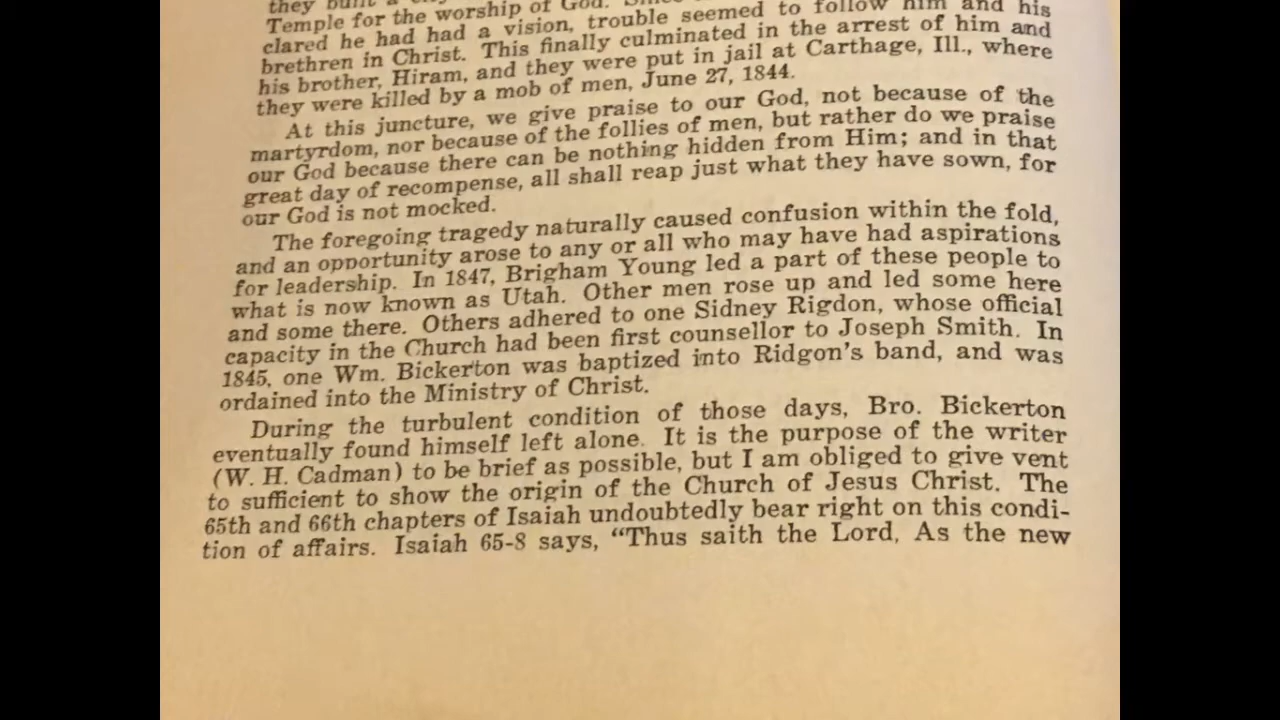 they built a
Temple for the worship of God. Since
clared he had had a vision, trouble seemed to follow him and his
brethren in Christ. This finally culminated in the arrest of him and
his brother, Hiram, and they were put in jail at Carthage, Ill., where
they were killed by a mob of men, June 27, 1844.
At this juncture, we give praise to our God, not because of the
martyrdom, nor because of the follies of men, but rather do we praise
our God because there can be nothing hidden from Him; and in that
great day of recompense, all shall reap just what they have sown, for
our God is not mocked.
The foregoing tragedy naturally caused confusion within the fold,
and an opportunity arose to any or all who may have had aspirations
for leadership. In 1847, Brigham Young led a part of these people to
what is now known as Utah. Other men rose up and led some here
and some there. Others adhered to one Sidney Rigdon, whose official
capacity in the Church had been first counsellor to Joseph Smith. In
1845, one Wm. Bickerton was baptized into Ridgon's band, and was
ordained into the Ministry of Christ.
During the turbulent condition of those days, Bro. Bickerton
eventually found himself left alone. It is the purpose of the writer
(W. H. Cadman) to be brief as possible, but I am obliged to give vent
to sufficient to show the origin of the Church of Jesus Christ. The
65th and 66th chapters of Isaiah undoubtedly bear right on this condi-
tion of affairs. Isaiah 65-8 says, "Thus saith the Lord, As the new